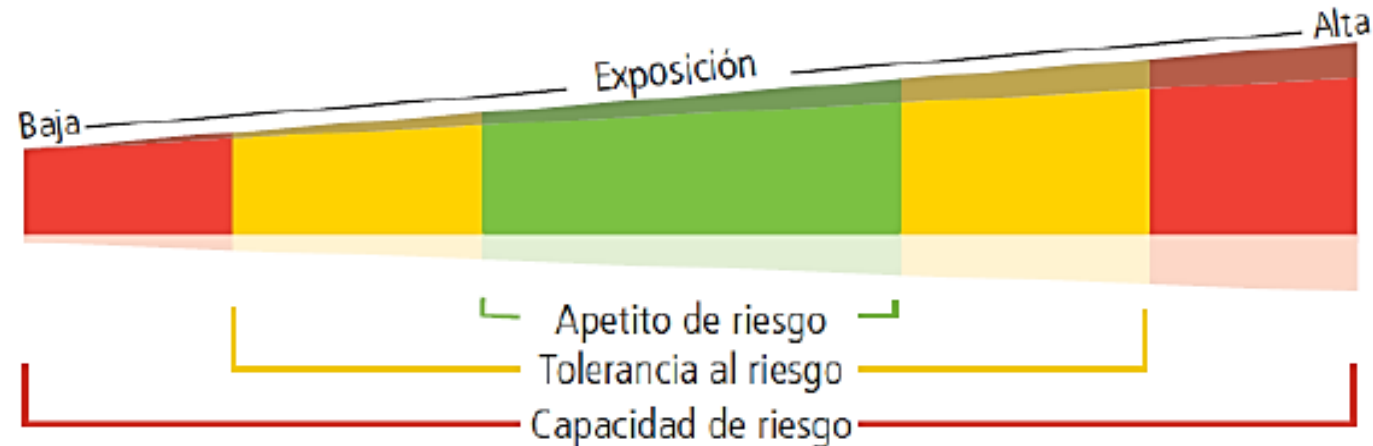 Alta
Exposición
Baja
Apetito de riesgo
Tolerancia al riesgo
Capacidad de riesgo